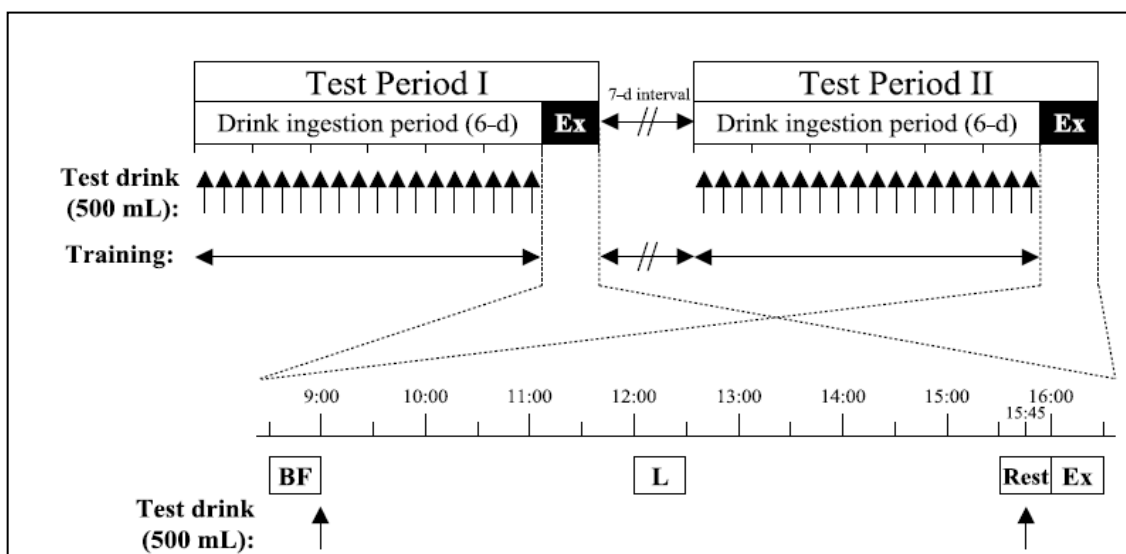 Test Period I 7-d interval Test Period II
Drink ingestion period (6-d) Ex Drink ingestion period (6-d) Ex
Test drink
(500 mL):
Training:
9:00 10:00 11:00 12:00 13:00 14:00 15:00 16:00
15:45
BF L Rest Ex
Test drink
(500 mL):